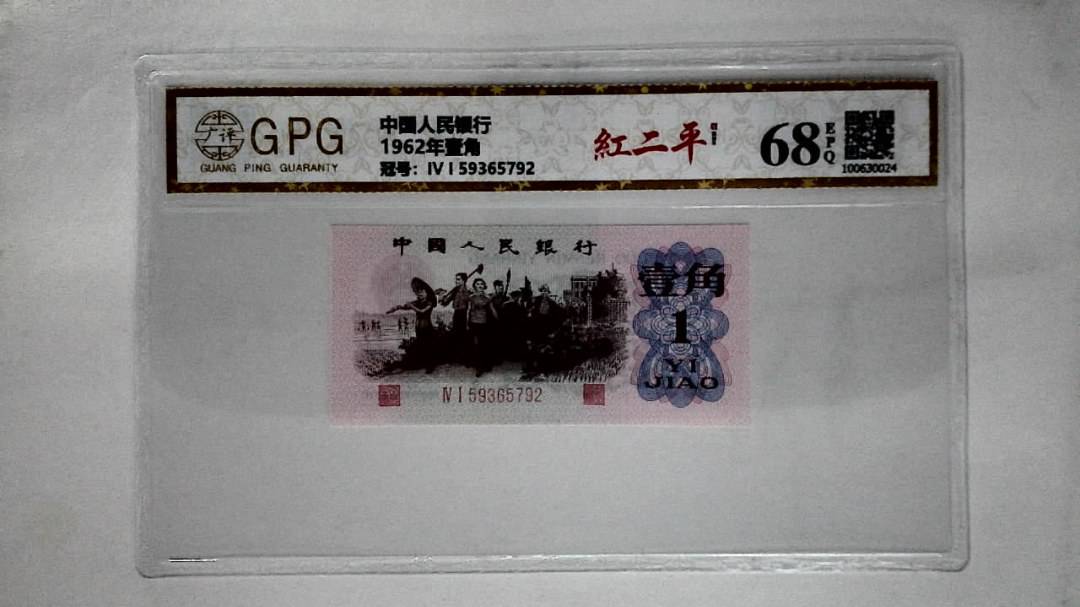 广评
GPG
GUANG PING GUARANTY
中国人民银行
1962年壹角
冠号：Ⅳ Ⅰ 59365792
紅二平
68
EPQ
100630024
中國人民銀行
壹角
1
YI
JIAO
Ⅳ Ⅰ 59365792